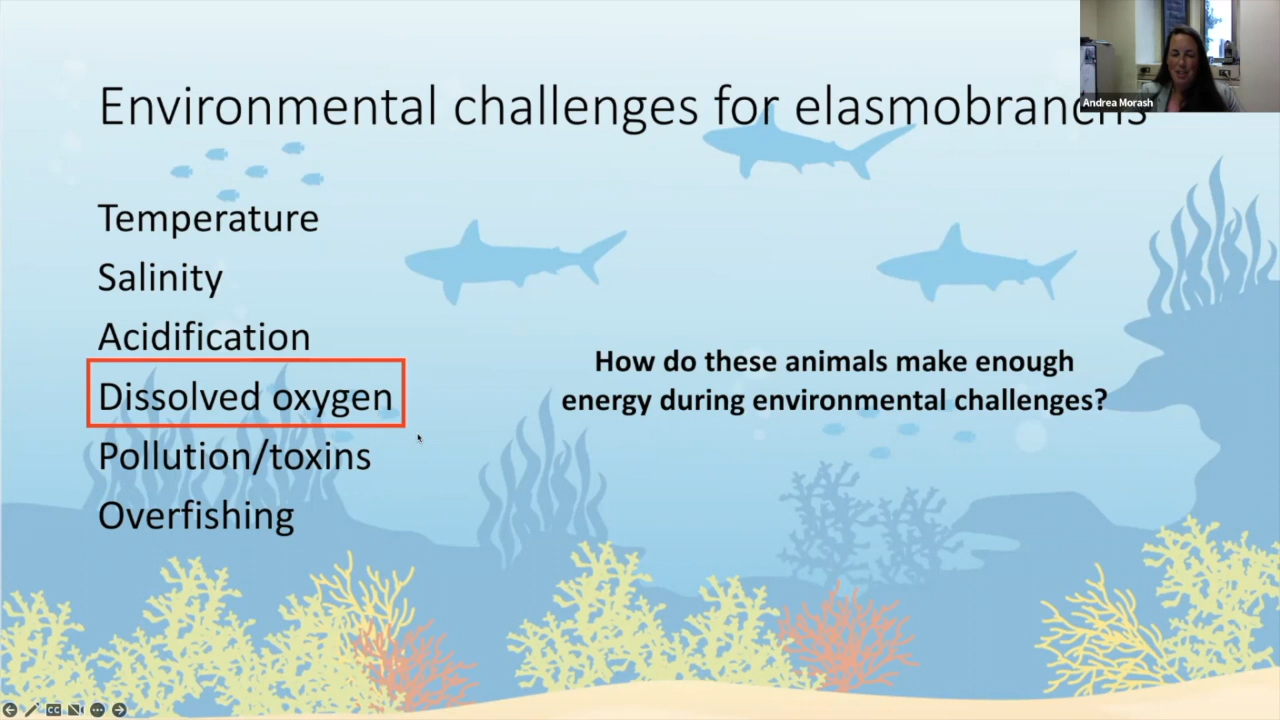 Andrea Morash
Environmental challenges for elasmobranchs
Temperature
Salinity
Acidification
Dissolved oxygen
Pollution/toxins
Overfishing
How do these animals make enough
energy during environmental challenges?
CC